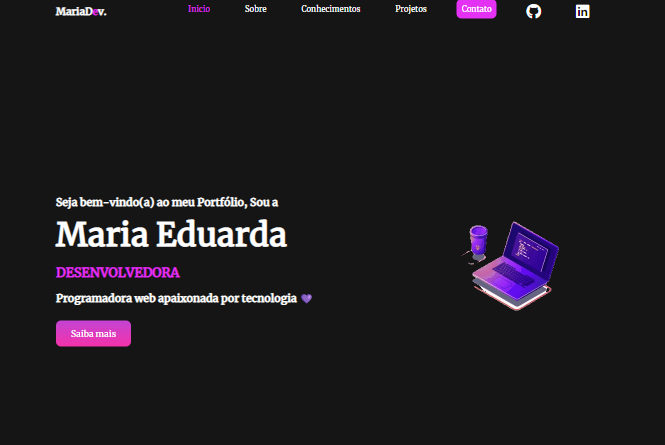 MariaDev.
Inicio
Sobre
Conhecimentos
Projetos
Contato
Seja bem-vindo(a) ao meu Portfólio, Sou a
Maria Eduarda
DESENVOLVEDORA
Programadora web apaixonada por tecnologia 💜
Saiba mais